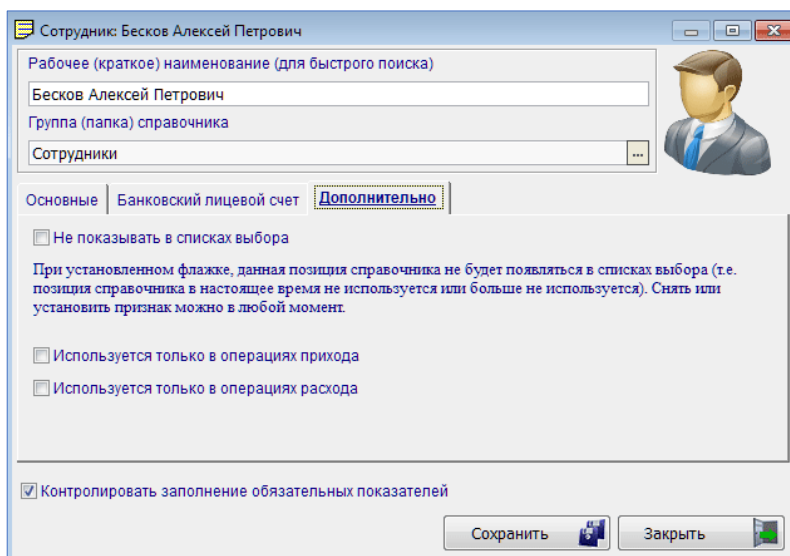 Сотрудник: Бесков Алексей Петрович
Рабочее (краткое) наименование (для быстрого поиска)
Бесков Алексей Петрович
Группа (папка) справочника
Сотрудники
...
Основные Банковский лицевой счет Дополнительно
Не показывать в списках выбора
При установленном флажке, данная позиция справочника не будет появляться в списках выбора (т.е.
позиция справочника в настоящее время не используется или больше не используется). Снять или
установить признак можно в любой момент.
Используется только в операциях прихода
Используется только в операциях расхода
Контролировать заполнение обязательных показателей
Сохранить Закрыть